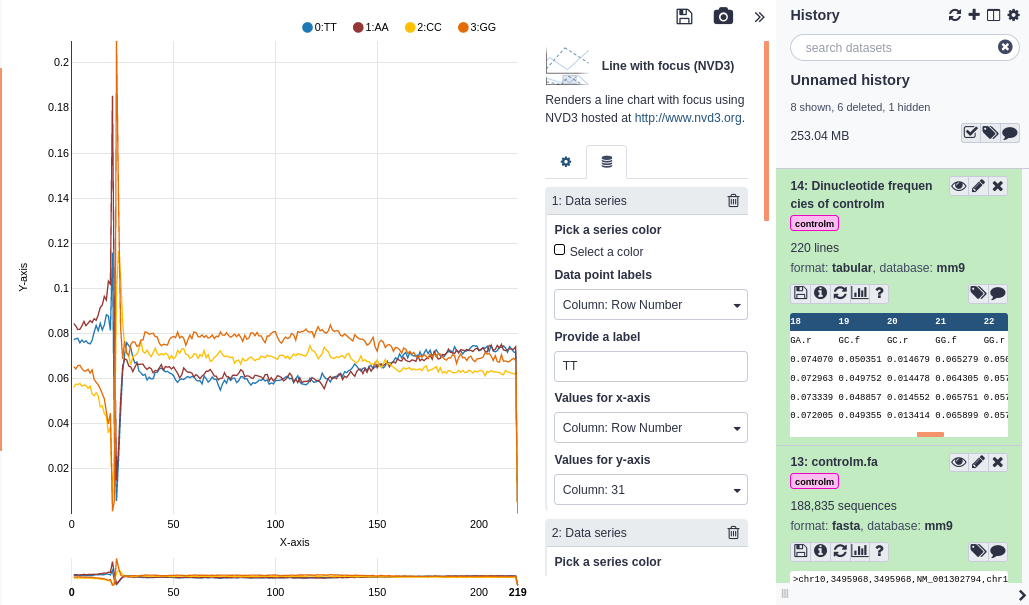 0:TT 1:AA 2:CC 3:GG
0.2
0.18
0.16
0.14
0.12
0.1
0.08
0.06
0.04
0.02
Y-axis
0 50 100 150 200
X-axis
0 50 100 150 200 219
Line with focus (NVD3)
Renders a line chart with focus using
NVD3 hosted at http://www.nvd3.org.
1: Data series
Pick a series color
Select a color
Data point labels
Column: Row Number
Provide a label
TT
Values for x-axis
Column: Row Number
Values for y-axis
Column: 31
2: Data series
Pick a series color
History
search datasets
Unnamed history
8 shown, 6 deleted, 1 hidden
253.04 MB
14: Dinucleotide frequen
cies of controlm
controlm
220 lines
format: tabular, database: mm9
18 19 20 21 22
GA.r GC.f GC.r GG.f GG.r
0.074070 0.050351 0.014679 0.065279 0.056
0.072963 0.049752 0.014478 0.064305 0.057
0.073339 0.048857 0.014552 0.065751 0.057
0.072005 0.049355 0.013414 0.065899 0.057
13: controlm.fa
controlm
188,835 sequences
format: fasta, database: mm9
>chr10,3495968,3495968,NM_001302794,chr1